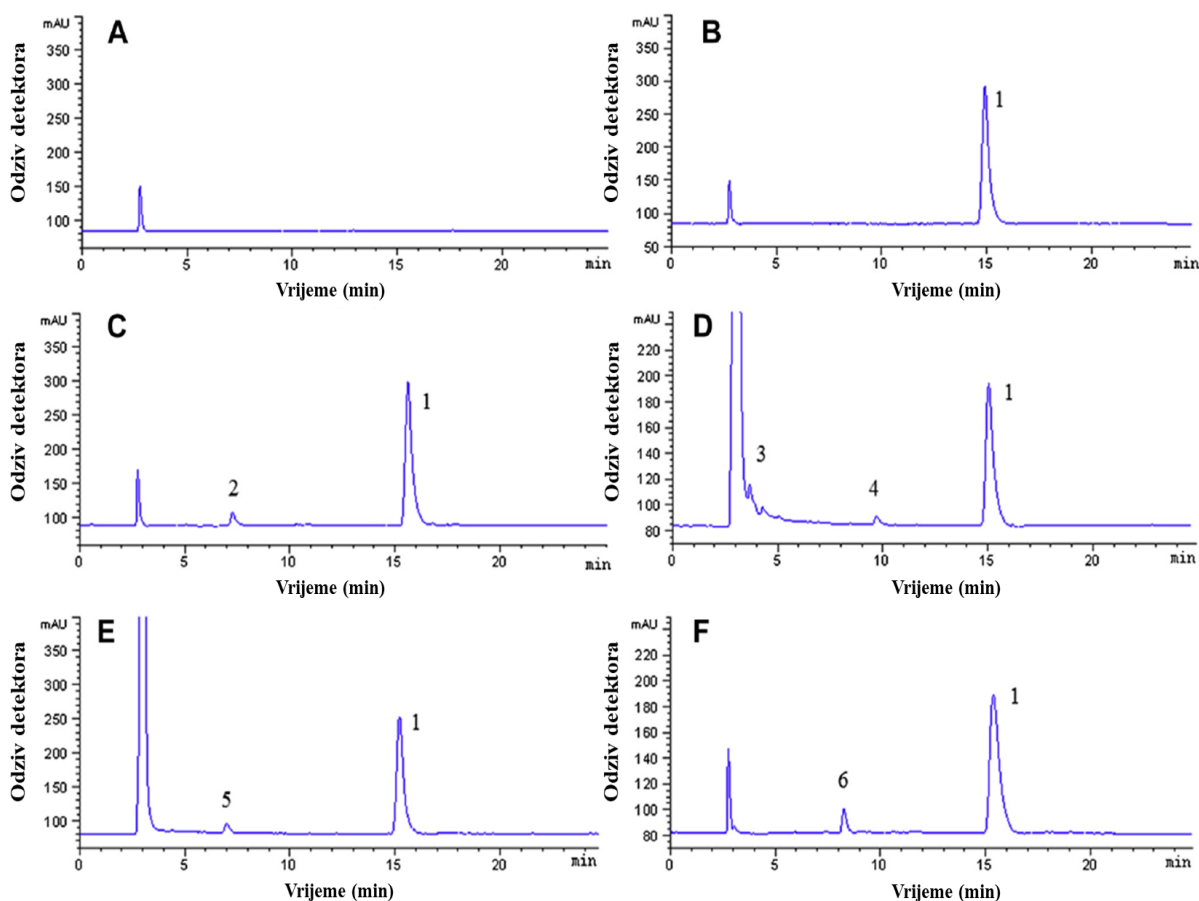 mAU
A
350
300
250
200
150
100
0 5 10 15 20 min
Odziv detektora
Vrijeme (min)
mAU
B
350
300
250
200
150
100
50
1
0 5 10 15 20 min
Odziv detektora
Vrijeme (min)
mAU
C
350
300
250
200
150
100
2
1
0 5 10 15 20 min
Odziv detektora
Vrijeme (min)
mAU
D
220
200
180
160
140
120
100
80
3
4
1
0 5 10 15 20 min
Odziv detektora
Vrijeme (min)
mAU
E
350
300
250
200
150
100
5
1
0 5 10 15 20 min
Odziv detektora
Vrijeme (min)
mAU
F
220
200
180
160
140
120
100
80
6
1
0 5 10 15 20 min
Odziv detektora
Vrijeme (min)